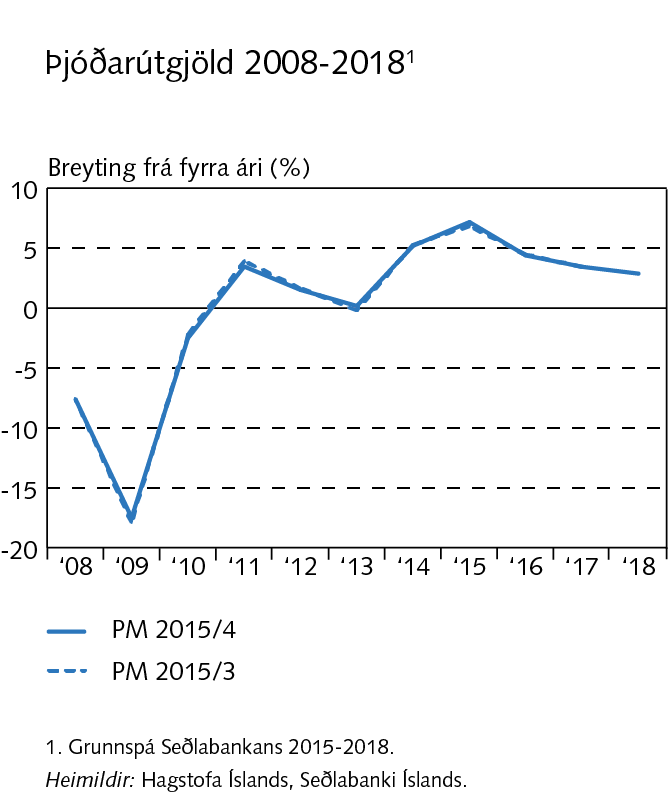 Þjóðarútgjöld 2008-2018¹
Breyting frá fyrra ári (%)
10
5
0
-5
-10
-15
-20
‘08 ‘09 ‘10 ‘11 ‘12 ‘13 ‘14 ‘15 ‘16 ‘17 ‘18
PM 2015/4
PM 2015/3
1. Grunnspá Seðlabankans 2015-2018.
Heimildir: Hagstofa Íslands, Seðlabanki Íslands.